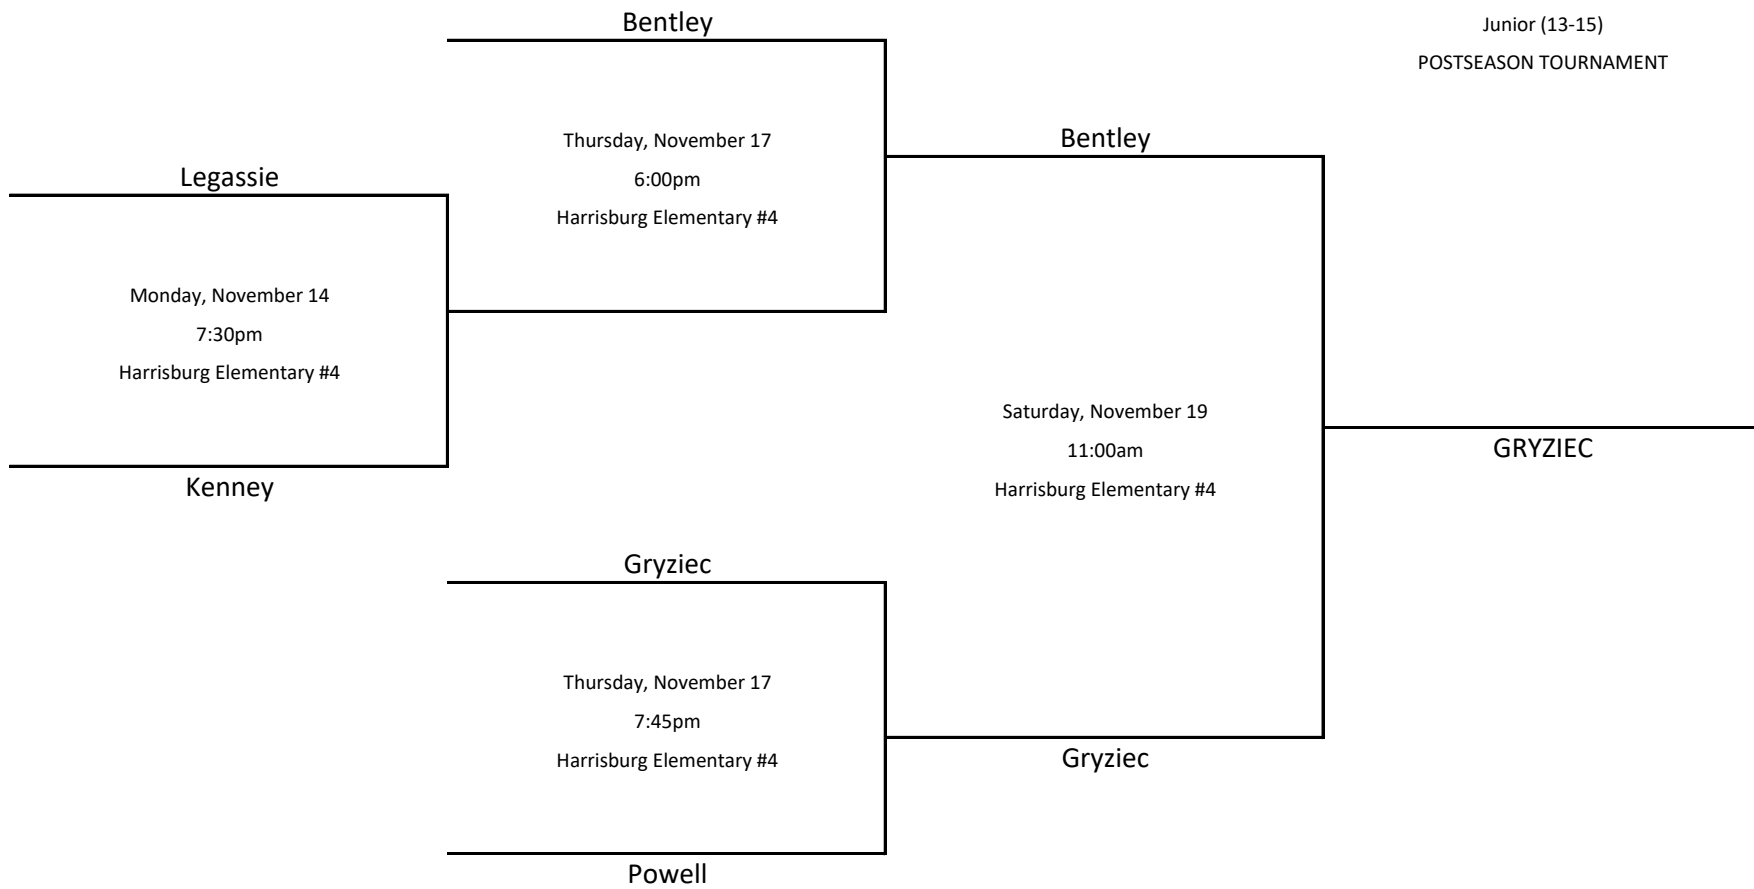 Bentley
Junior (13-15)
POSTSEASON TOURNAMENT
Thursday, November 17
6:00pm
Harrisburg Elementary #4
Bentley
Legassie
Monday, November 14
7:30pm
Harrisburg Elementary #4
Kenney
Saturday, November 19
11:00am
Harrisburg Elementary #4
GRYZIEC
Gryziec
Thursday, November 17
7:45pm
Harrisburg Elementary #4
Gryziec
Powell